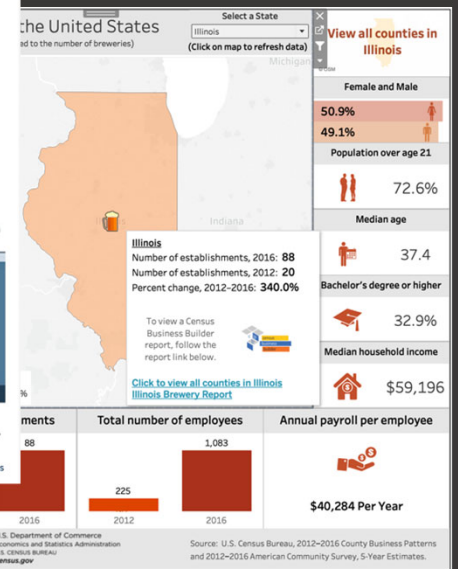 the United States
ed to the number of breweries)
Select a State
Illinois
(Click on map to refresh data)
Michigan
View all counties in
Illinois
Female and Male
50.9%
49.1%
Population over age 21
72.6%
Median age
37.4
Bachelor's degree or higher
32.9%
Median household income
$59,196
Indiana
Illinois
Number of establishments, 2016: 88
Number of establishments, 2012: 20
Percent change, 2012–2016: 340.0%
To view a Census
Business Builder
report, follow the
report link below.
Click to view all counties in Illinois
Illinois Brewery Report
%
ments
88
2016
Total number of employees
225
1,083
2012
2016
Annual payroll per employee
$40,284 Per Year
.S. Department of Commerce
conomics and Statistics Administration
S. CENSUS BUREAU
ensus.gov
Source: U.S. Census Bureau, 2012–2016 County Business Patterns
and 2012–2016 American Community Survey, 5-Year Estimates.